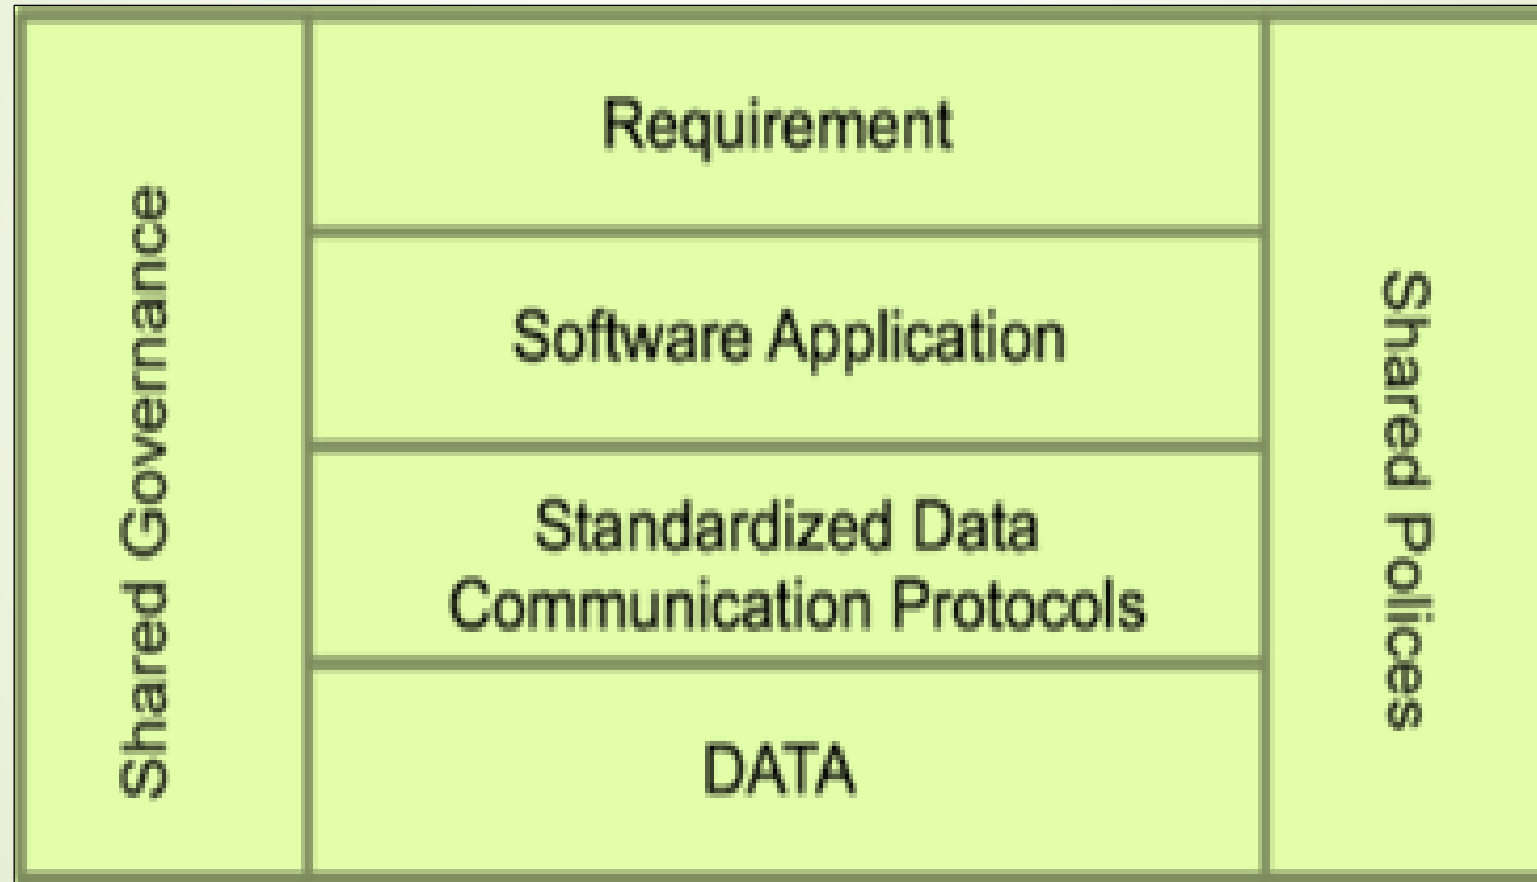 Shared Governance
Requirement
Software Application
Standardized Data
Communication Protocols
DATA
Shared Polices